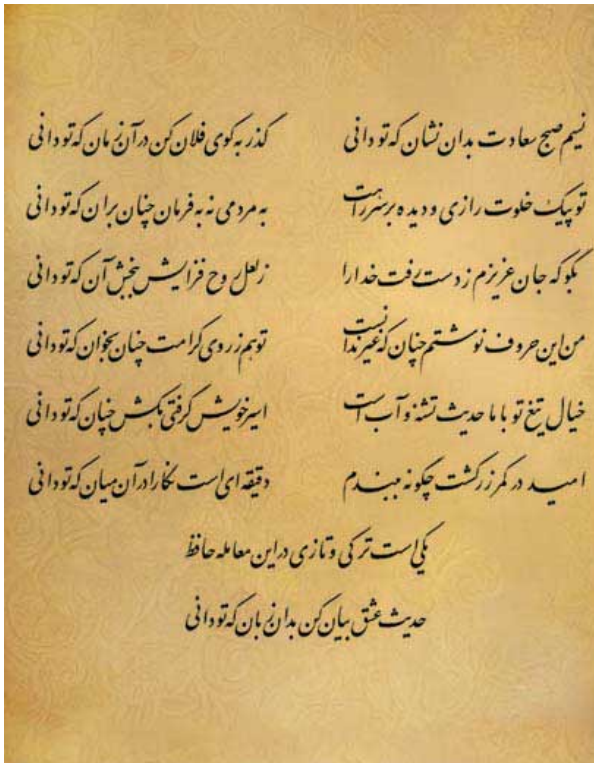 نسیم صبح سعادت بدان نشان که تو دانی گذر به کوی فلان کن در آن زمان که تو دانی
تو پیک خلوت رازی و دیده بر سر راهت به مردمی نه به فرمان چنان بران که تو دانی
بگو که جان عزیزم ز دست رفت خدا را ز لعل روح فزایش ببخش آن که تو دانی
من این حروف نوشتم چنان که غیر ندانست تو هم ز روی کرامت چنان بخوان که تو دانی
خیال تیغ تو با ما حدیث تشنه و آب است اسیر خویش گرفتی بکش چنان که تو دانی
امید در کمر زرکشت چگونه ببندم دقیقه ای است نگارا در آن میان که تو دانی
یکی است ترکی و تازی در این معامله حافظ
حدیث عشق بیان کن بدان زبان که تو دانی